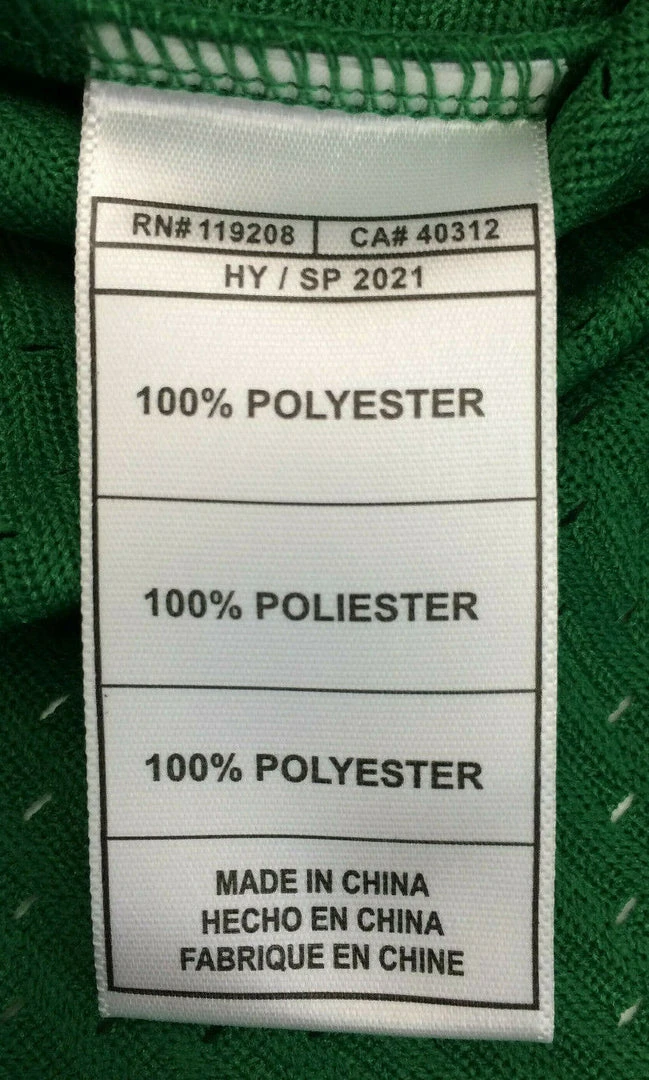 RN# 119208 CA# 40312
HY / SP 2021
100% POLYESTER
100% POLIESTER
100% POLYESTER
MADE IN CHINA
HECHO EN CHINA
FABRIQUE EN CHINE